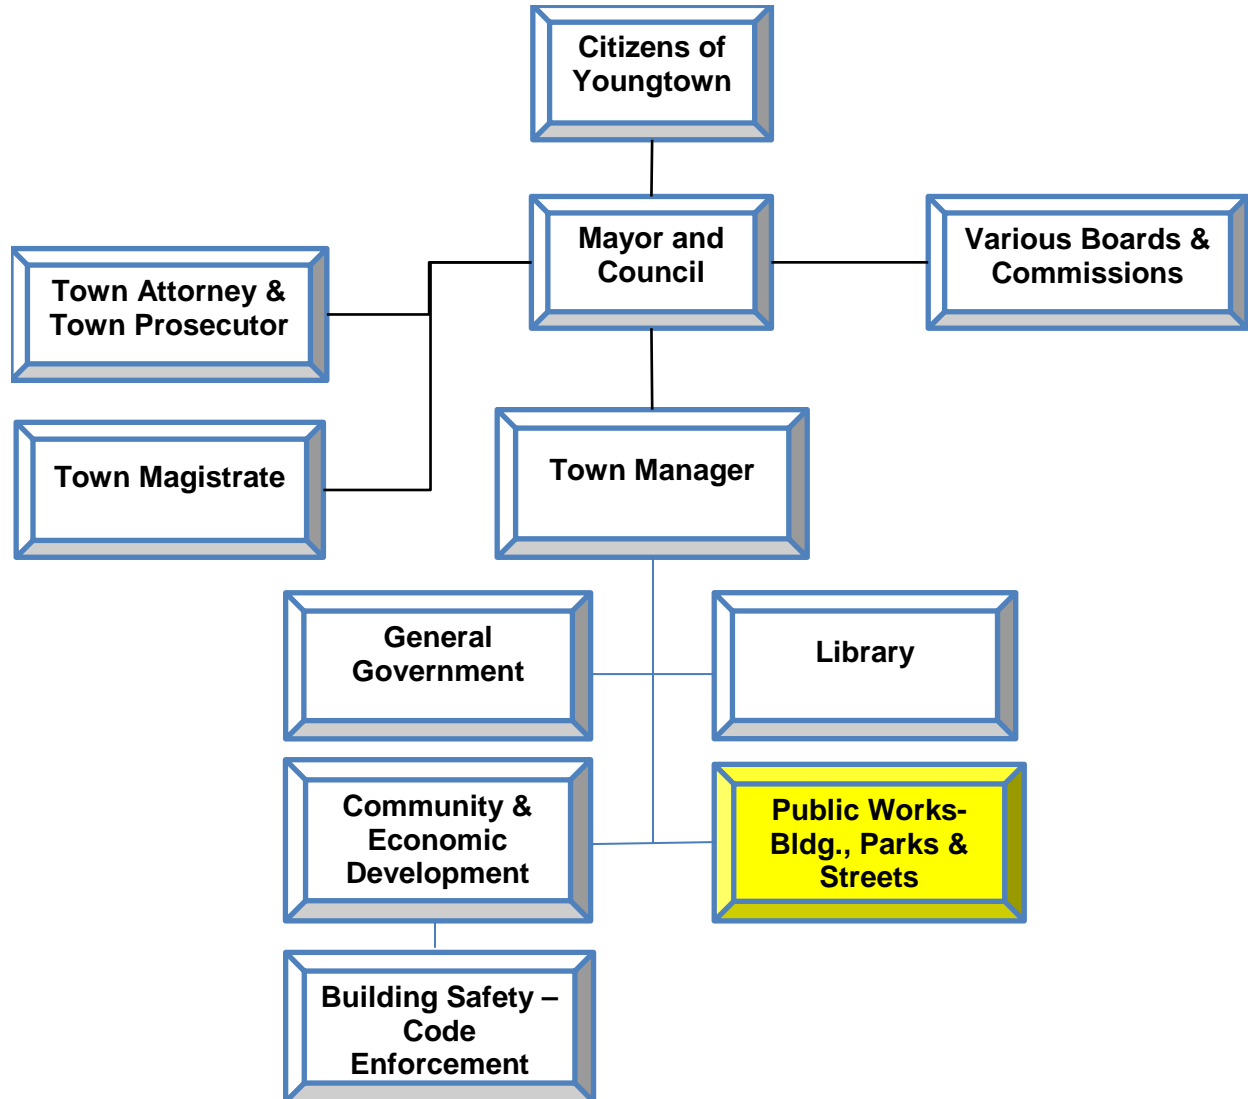 Citizens of
Youngtown
Mayor and
Council
Various Boards &
Commissions
Town Attorney &
Town Prosecutor
Town Magistrate
Town Manager
General
Government
Library
Community &
Economic
Development
Public Works-
Bldg., Parks &
Streets
Building Safety –
Code
Enforcement